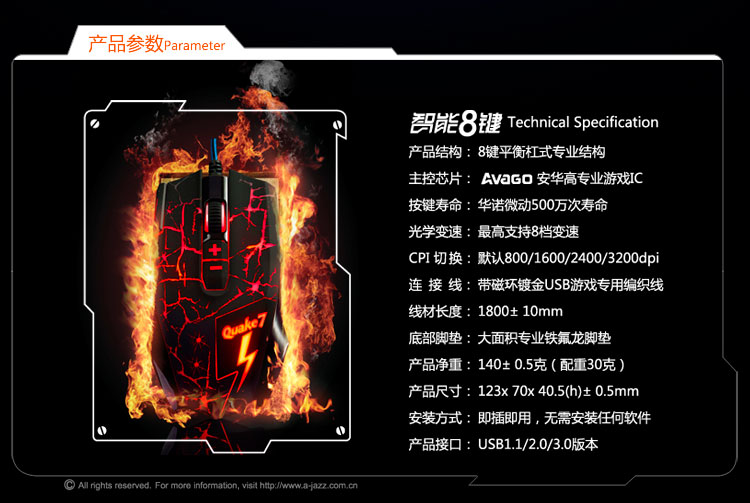 产品参数Parameter
智能8键 Technical Specification
产品结构： 8键平衡杠式专业结构
主控芯片： AVAGO 安华高专业游戏IC
按键寿命： 华诺微动500万次寿命
光学变速： 最高支持8档变速
CPI 切换： 默认800/1600/2400/3200dpi
连 接 线： 带磁环镀金USB游戏专用编织线
线材长度： 1800± 10mm
底部脚垫： 大面积专业铁氟龙脚垫
产品净重： 140± 0.5克（配重30克）
产品尺寸： 123x 70x 40.5(h)± 0.5mm
安装方式： 即插即用，无需安装任何软件
产品接口： USB1.1/2.0/3.0版本
+
−
Quake7
© All rights reserved. For more information, visit http://www.a-jazz.com.cn